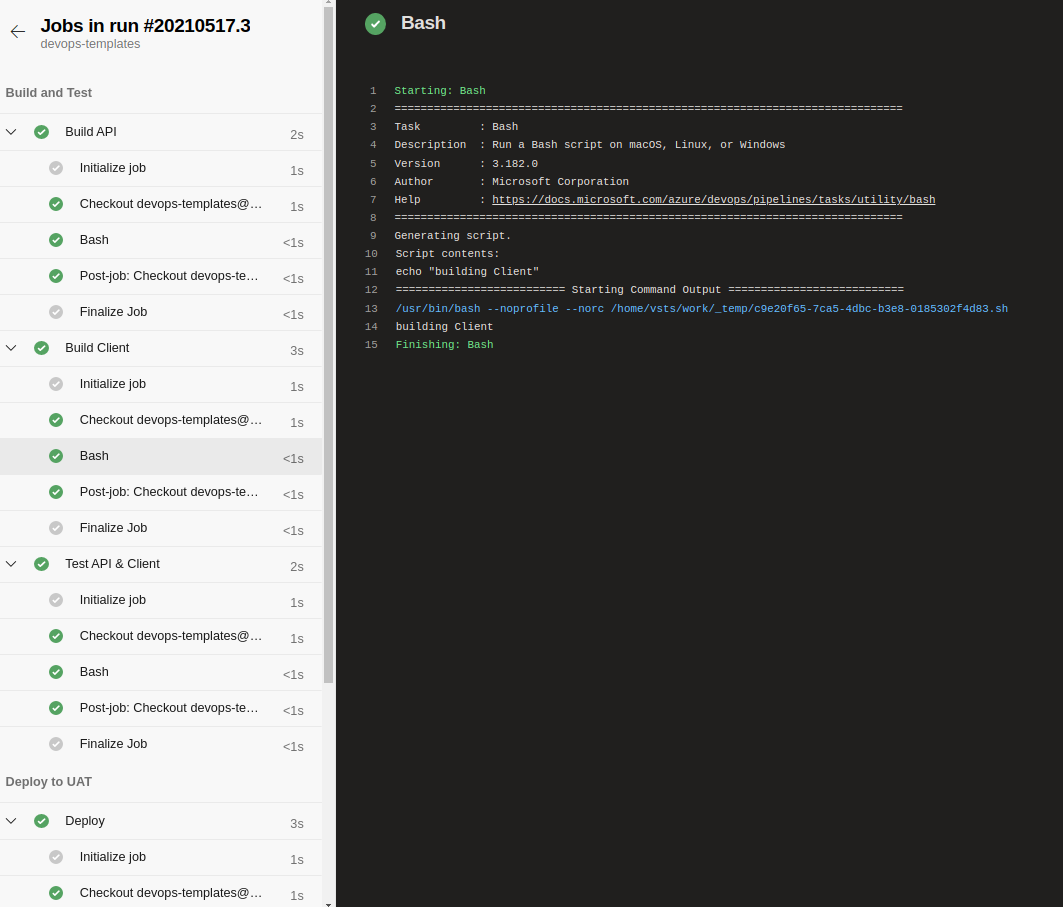 Jobs in run #20210517.3
devops-templates
Build and Test
Build API 2s
Initialize job 1s
Checkout devops-templates@… 1s
Bash <1s
Post-job: Checkout devops-te… <1s
Finalize Job <1s
Build Client 3s
Initialize job 1s
Checkout devops-templates@… 1s
Bash <1s
Post-job: Checkout devops-te… <1s
Finalize Job <1s
Test API & Client 2s
Initialize job 1s
Checkout devops-templates@… 1s
Bash <1s
Post-job: Checkout devops-te… <1s
Finalize Job <1s
Deploy to UAT
Deploy 3s
Initialize job 1s
Checkout devops-templates@… 1s
Bash
1 Starting: Bash
2 ==============================================================================
3 Task         : Bash
4 Description  : Run a Bash script on macOS, Linux, or Windows
5 Version      : 3.182.0
6 Author       : Microsoft Corporation
7 Help         : https://docs.microsoft.com/azure/devops/pipelines/tasks/utility/bash
8 ==============================================================================
9 Generating script.
10 Script contents:
11 echo "building Client"
12 ========================== Starting Command Output ===========================
13 /usr/bin/bash --noprofile --norc /home/vsts/work/_temp/c9e20f65-7ca5-4dbc-b3e8-0185302f4d83.sh
14 building Client
15 Finishing: Bash